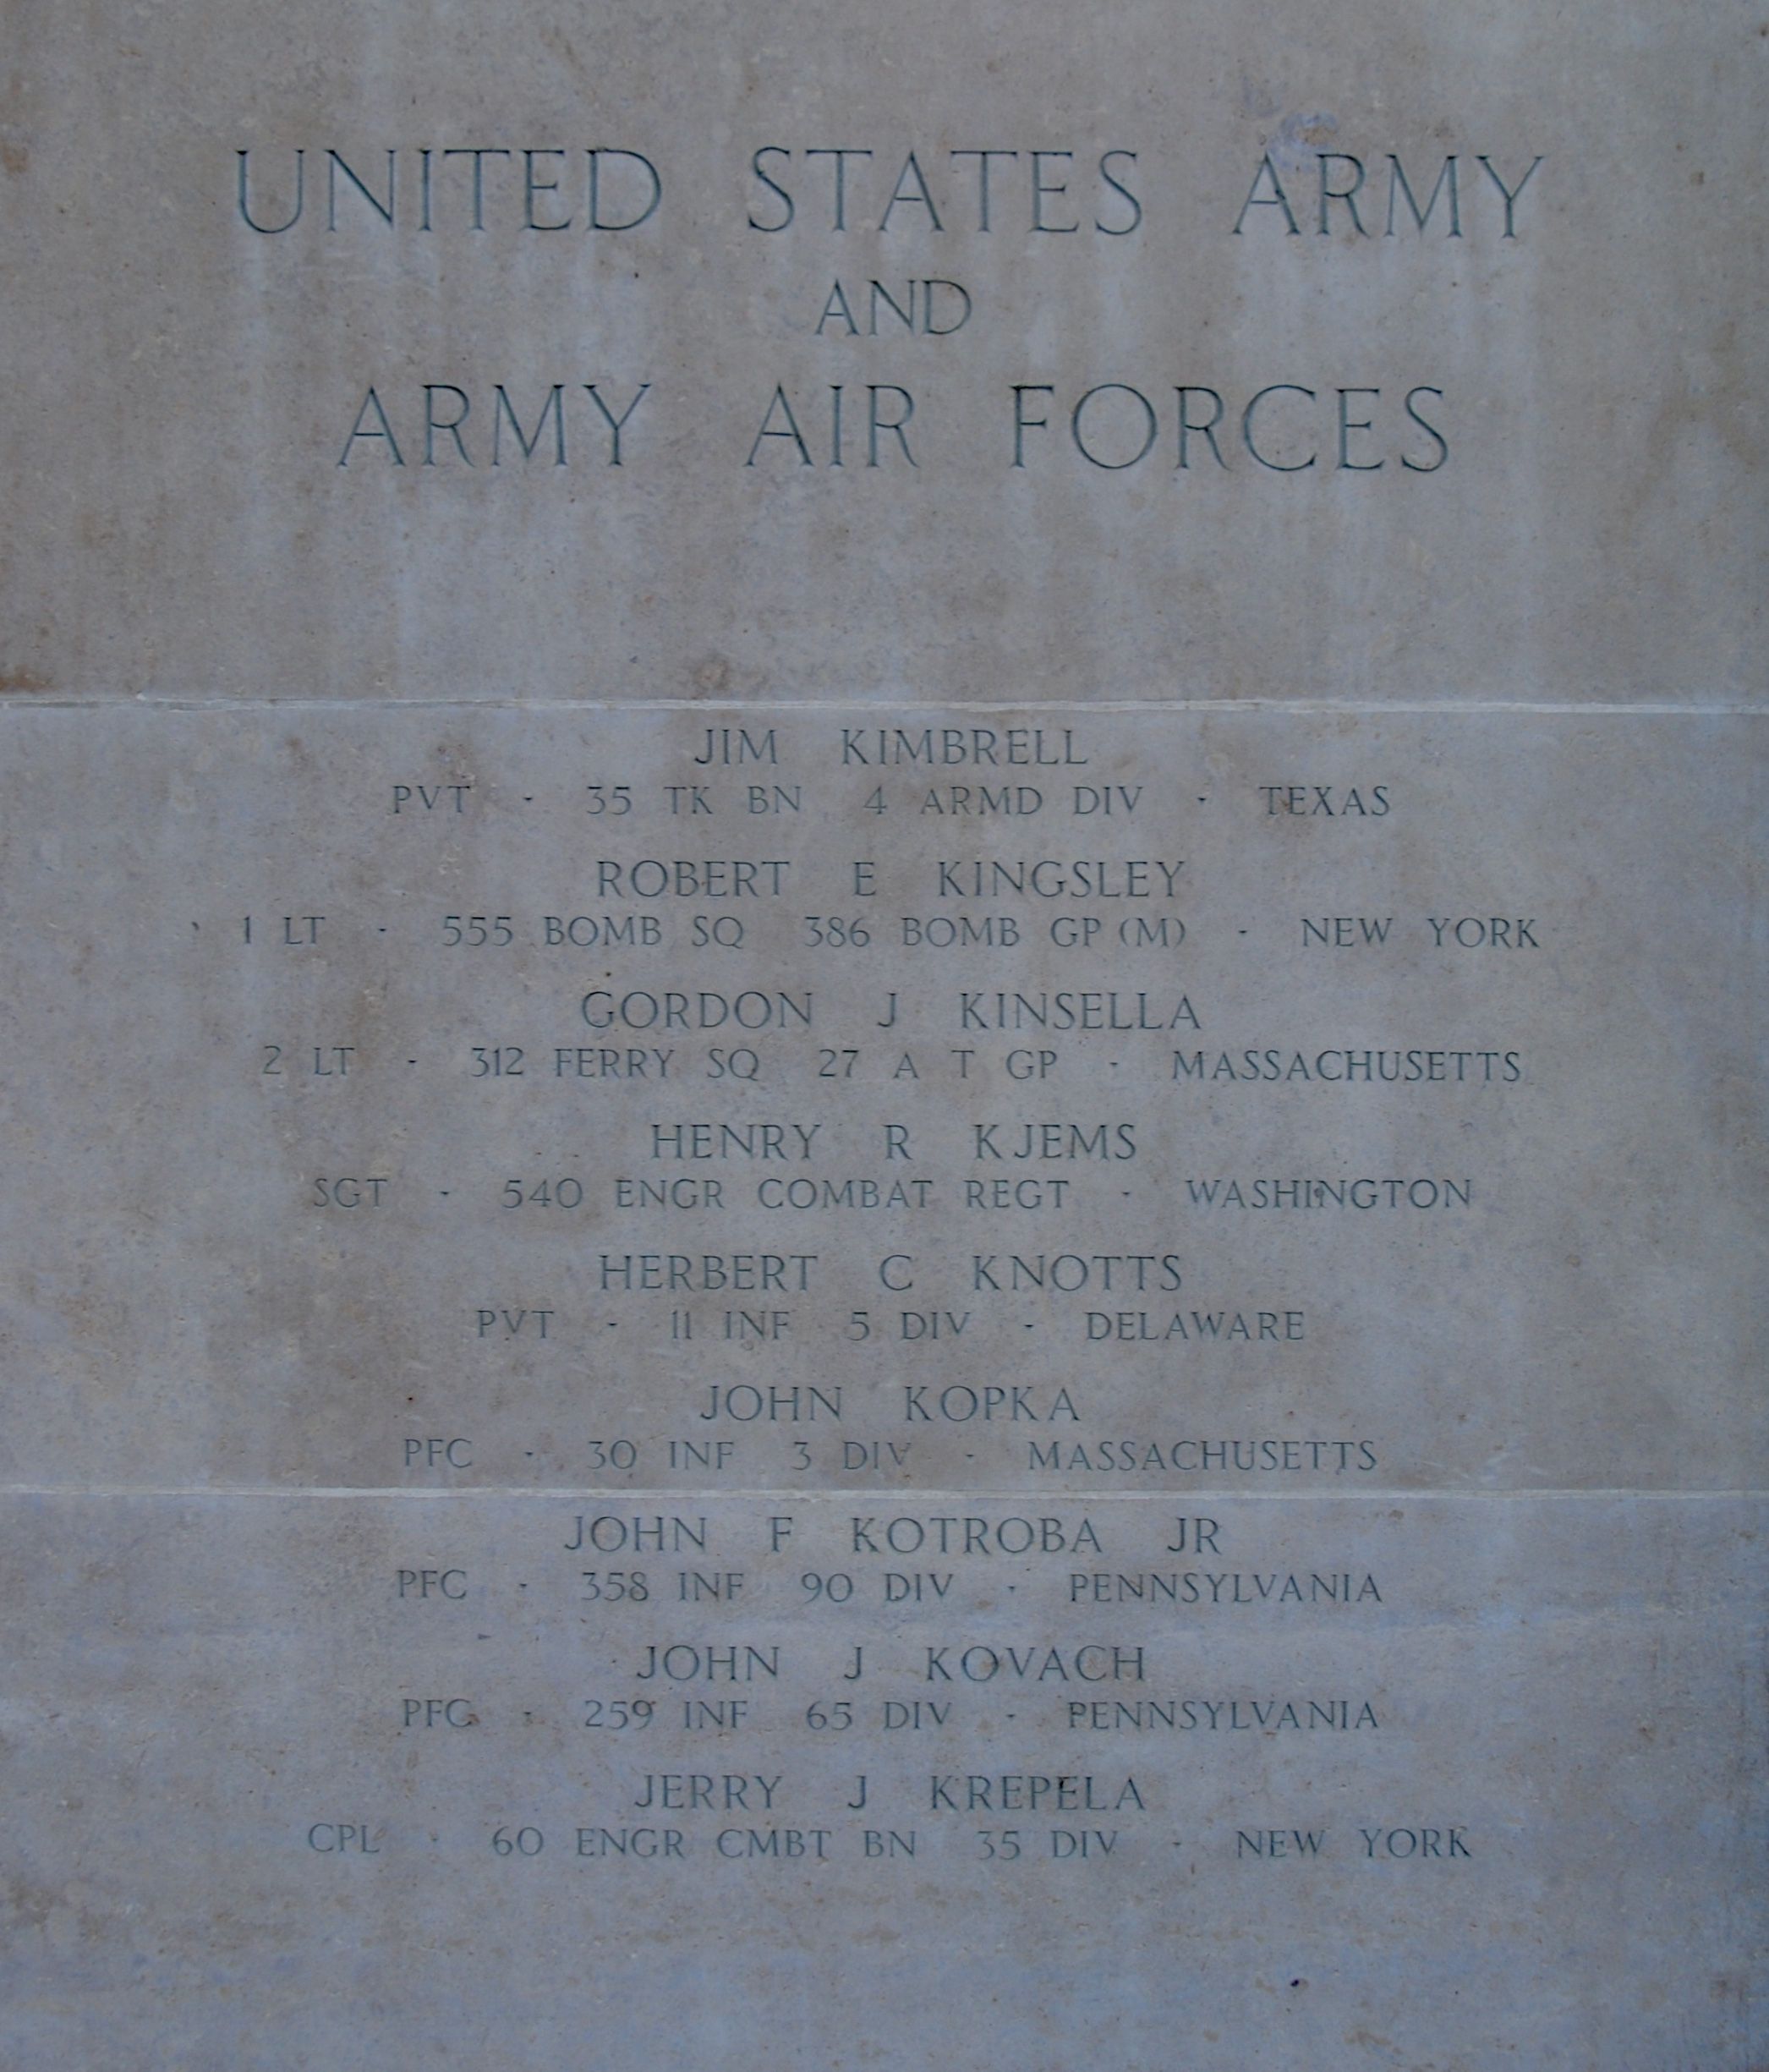 UNITED STATES ARMY
AND
ARMY AIR FORCES
JIM KIMBRELL
PVT · 35 TK BN 4 ARMD DIV · TEXAS
ROBERT E KINGSLEY
1 LT · 555 BOMB SQ 386 BOMB GP (M) · NEW YORK
GORDON J KINSELLA
2 LT · 312 FERRY SQ 27 A T GP · MASSACHUSETTS
HENRY R KJEMS
SGT · 540 ENGR COMBAT REGT · WASHINGTON
HERBERT C KNOTTS
PVT · 11 INF 5 DIV · DELAWARE
JOHN KOPKA
PFC · 30 INF 3 DIV · MASSACHUSETTS
JOHN F KOTROBA JR
PFC · 358 INF 90 DIV · PENNSYLVANIA
JOHN J KOVACH
PFC · 259 INF 65 DIV · PENNSYLVANIA
JERRY J KREPELA
CPL · 60 ENGR CMBT BN 35 DIV · NEW YORK